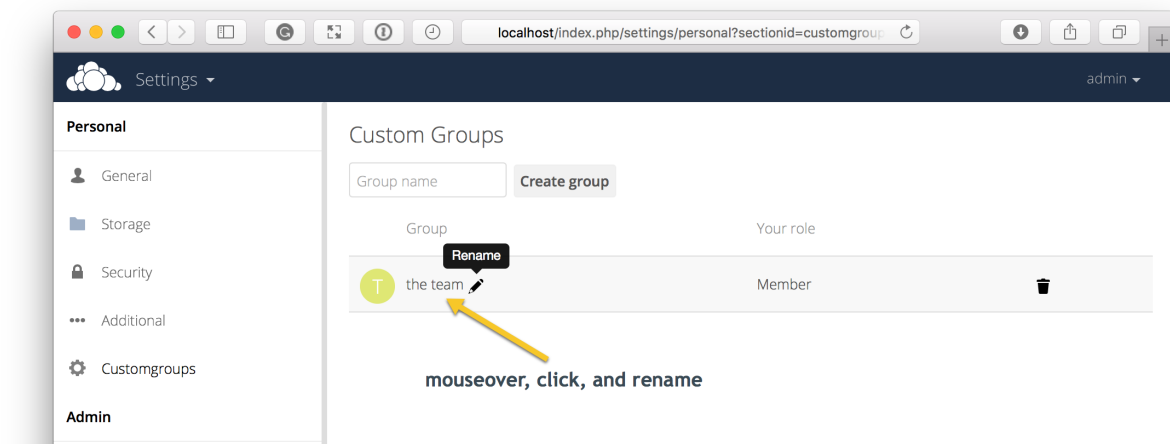 localhost/index.php/settings/personal?sectionid=customgroup
Settings
admin
Personal
General
Storage
Security
Additional
Customgroups
Admin
Custom Groups
Group name
Create group
Group
Your role
Rename
T
the team
Member
mouseover, click, and rename